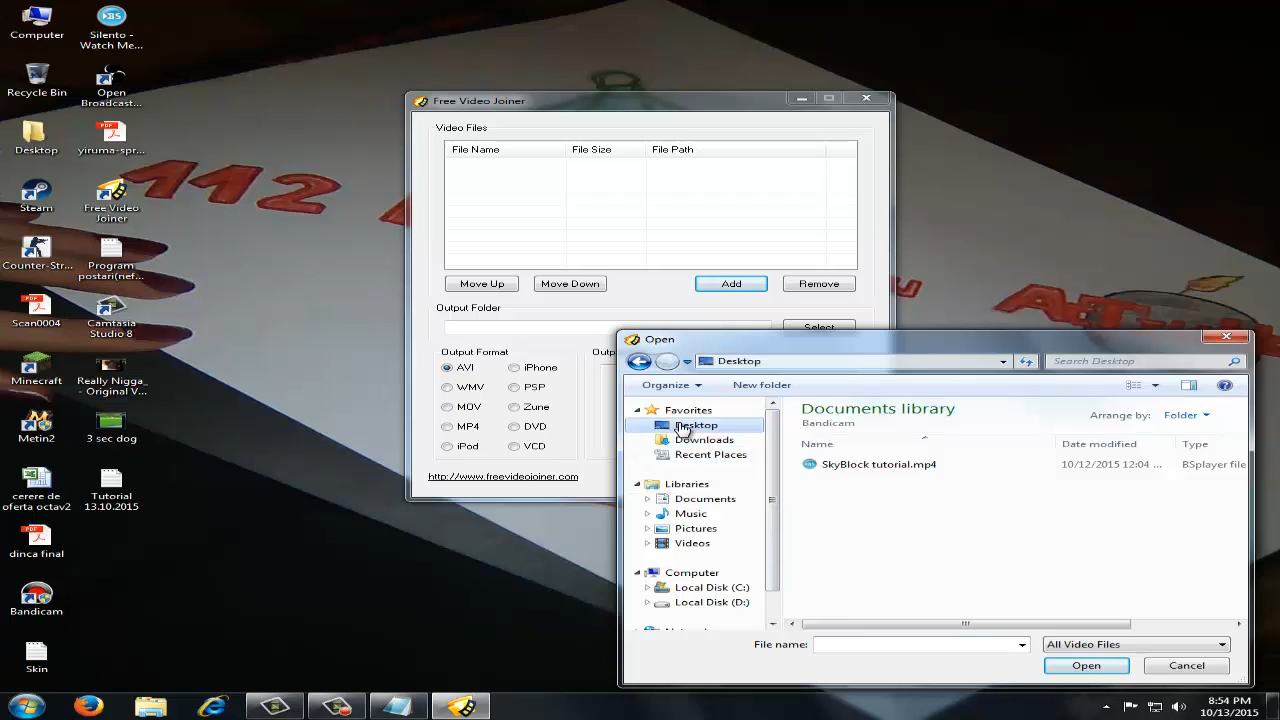 Computer
Silento -
Watch Me...
Recycle Bin
Open
Broadcast...
Desktop
yiruma-spr...
Steam
Free Video
Joiner
Counter-Str...
Program
postari(nef...
Scan0004
Camtasia
Studio 8
Minecraft
Really Nigga_
- Original V...
Metin2
3 sec dog
cerere de
oferta octav2
Tutorial
13.10.2015
dinca final
Bandicam
Skin
112
Free Video Joiner
Video Files
File Name
File Size
File Path
Move Up
Move Down
Add
Remove
Output Folder
Select
Output Format
AVI
iPhone
WMV
PSP
MOV
Zune
MP4
DVD
iPod
VCD
http://www.freevideojoiner.com
Open
Desktop
Search Desktop
Organize
New folder
Favorites
Desktop
Downloads
Recent Places
Libraries
Documents
Music
Pictures
Videos
Computer
Local Disk (C:)
Local Disk (D:)
Documents library
Bandicam
Arrange by:
Folder
Name
Date modified
Type
SkyBlock tutorial.mp4
10/12/2015 12:04 ...
BSplayer file
File name:
All Video Files
Open
Cancel
8:54 PM
10/13/2015